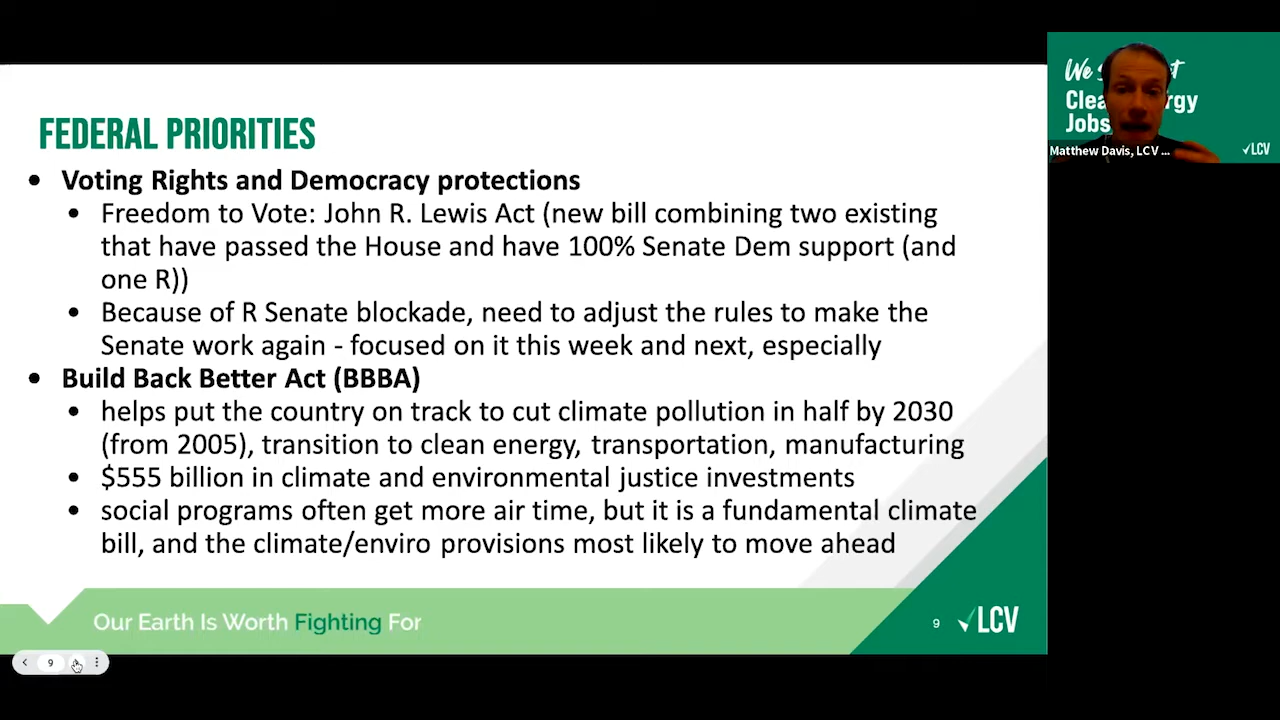 FEDERAL PRIORITIES
• Voting Rights and Democracy protections
• Freedom to Vote: John R. Lewis Act (new bill combining two existing
that have passed the House and have 100% Senate Dem support (and
one R))
• Because of R Senate blockade, need to adjust the rules to make the
Senate work again - focused on it this week and next, especially
• Build Back Better Act (BBBA)
• helps put the country on track to cut climate pollution in half by 2030
(from 2005), transition to clean energy, transportation, manufacturing
• $555 billion in climate and environmental justice investments
• social programs often get more air time, but it is a fundamental climate
bill, and the climate/enviro provisions most likely to move ahead
Our Earth Is Worth Fighting For
9
LCV
9
We
Jobs
Matthew Davis, LCV ...
LCV